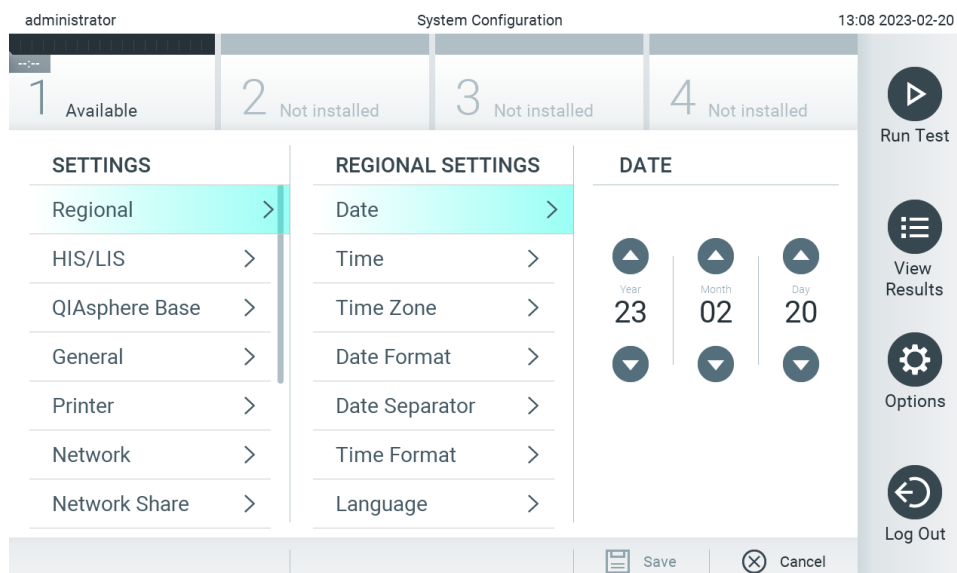 administrator System Configuration 13:08 2023-02-20
--:--
1 Available 2 Not installed 3 Not installed 4 Not installed
Run Test
SETTINGS REGIONAL SETTINGS DATE
Regional Date
HIS/LIS Time
QIAsphere Base Time Zone
General Date Format
Printer Date Separator
Network Time Format
Network Share Language
Year Month Day
23 02 20
View
Results
Options
Log Out
Save Cancel